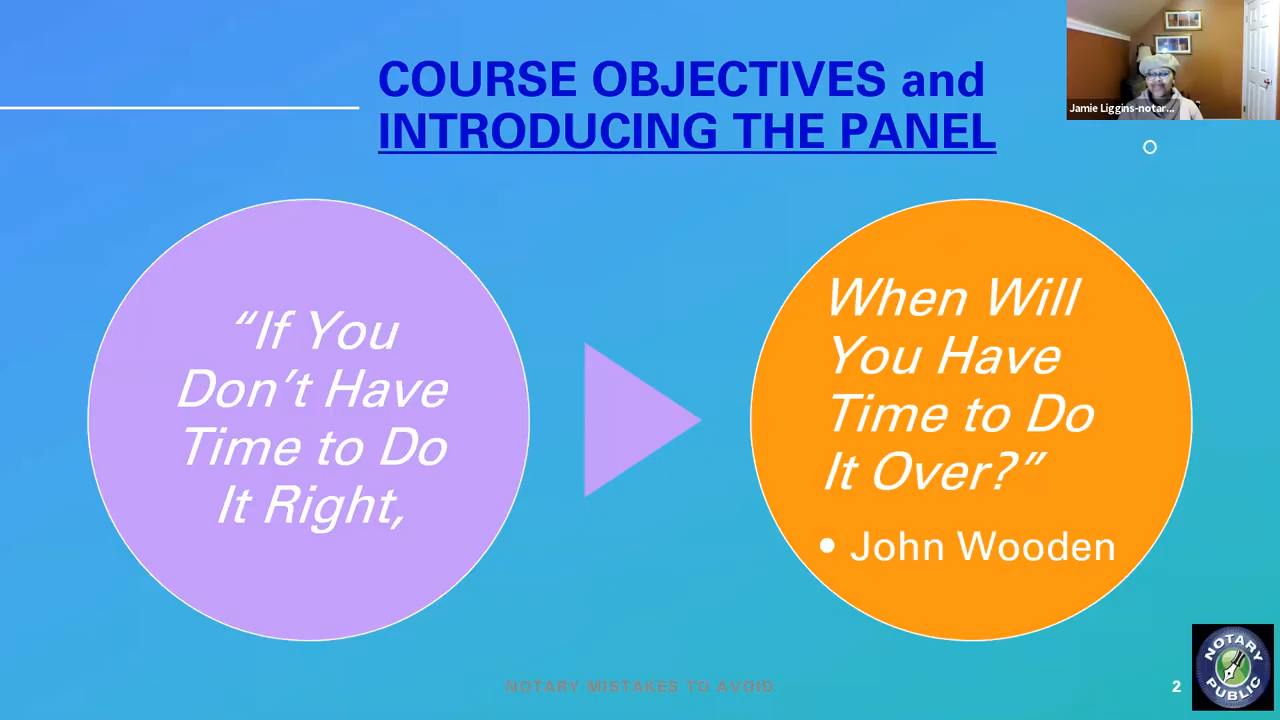 COURSE OBJECTIVES and
INTRODUCING THE PANEL
Jamie Liggins-notar...
“If You
Don’t Have
Time to Do
It Right,
When Will
You Have
Time to Do
It Over?”
• John Wooden
NOTARY MISTAKES TO AVOID
2
NOTARY
PUBLIC